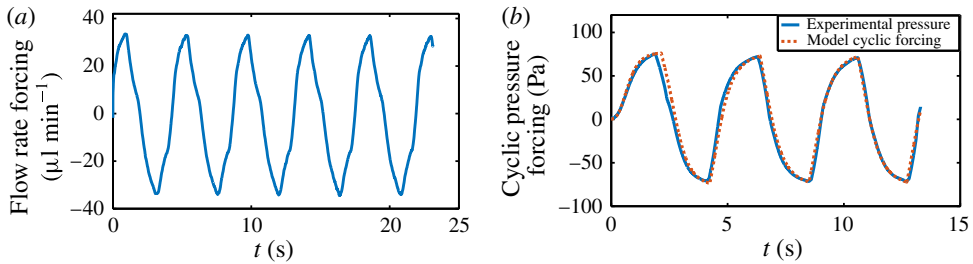 (a)
40
20
0
–20
–40
0
5
10
15
20
25
Flow rate forcing
(µl min−1)
t (s)
(b)
100
50
0
–50
–100
0
5
10
15
Cyclic pressure
forcing (Pa)
t (s)
Experimental pressure
Model cyclic forcing